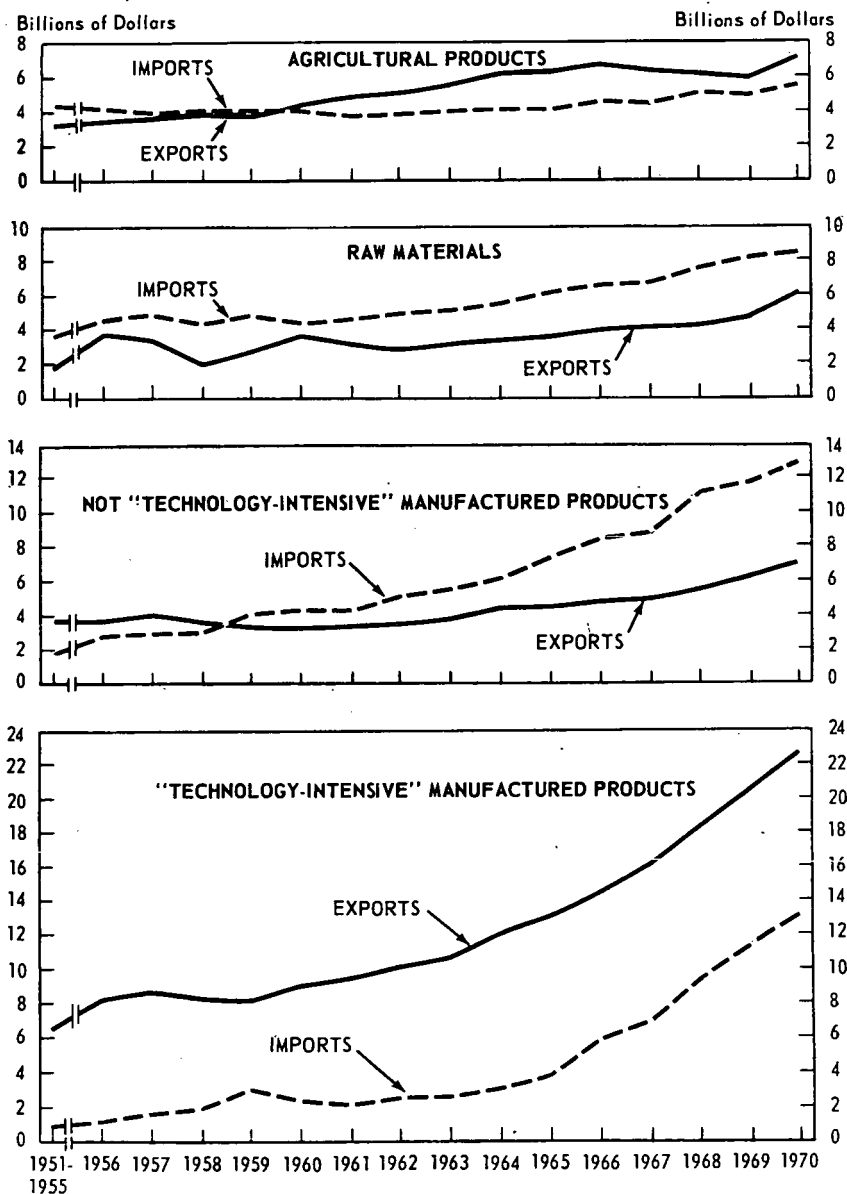 Billions of Dollars Billions of Dollars
8 8
IMPORTS AGRICULTURAL PRODUCTS
6 6
4 4
EXPORTS
2 2
0 0
10 10
RAW MATERIALS
8 8
IMPORTS
6 6
4 4
EXPORTS
2 2
0 0
14 14
12 12
NOT "TECHNOLOGY-INTENSIVE" MANUFACTURED PRODUCTS
10 10
8 8
IMPORTS
6 6
4 4
EXPORTS
2 2
0 0
24 24
22 22
"TECHNOLOGY-INTENSIVE" MANUFACTURED PRODUCTS
20 20
18 18
16 16
14 14
EXPORTS
12 12
10 10
8 8
6 6
IMPORTS
4 4
2 2
0 0
1951- 1956 1957 1958 1959 1960 1961 1962 1963 1964 1965 1966 1967 1968 1969 1970
1955